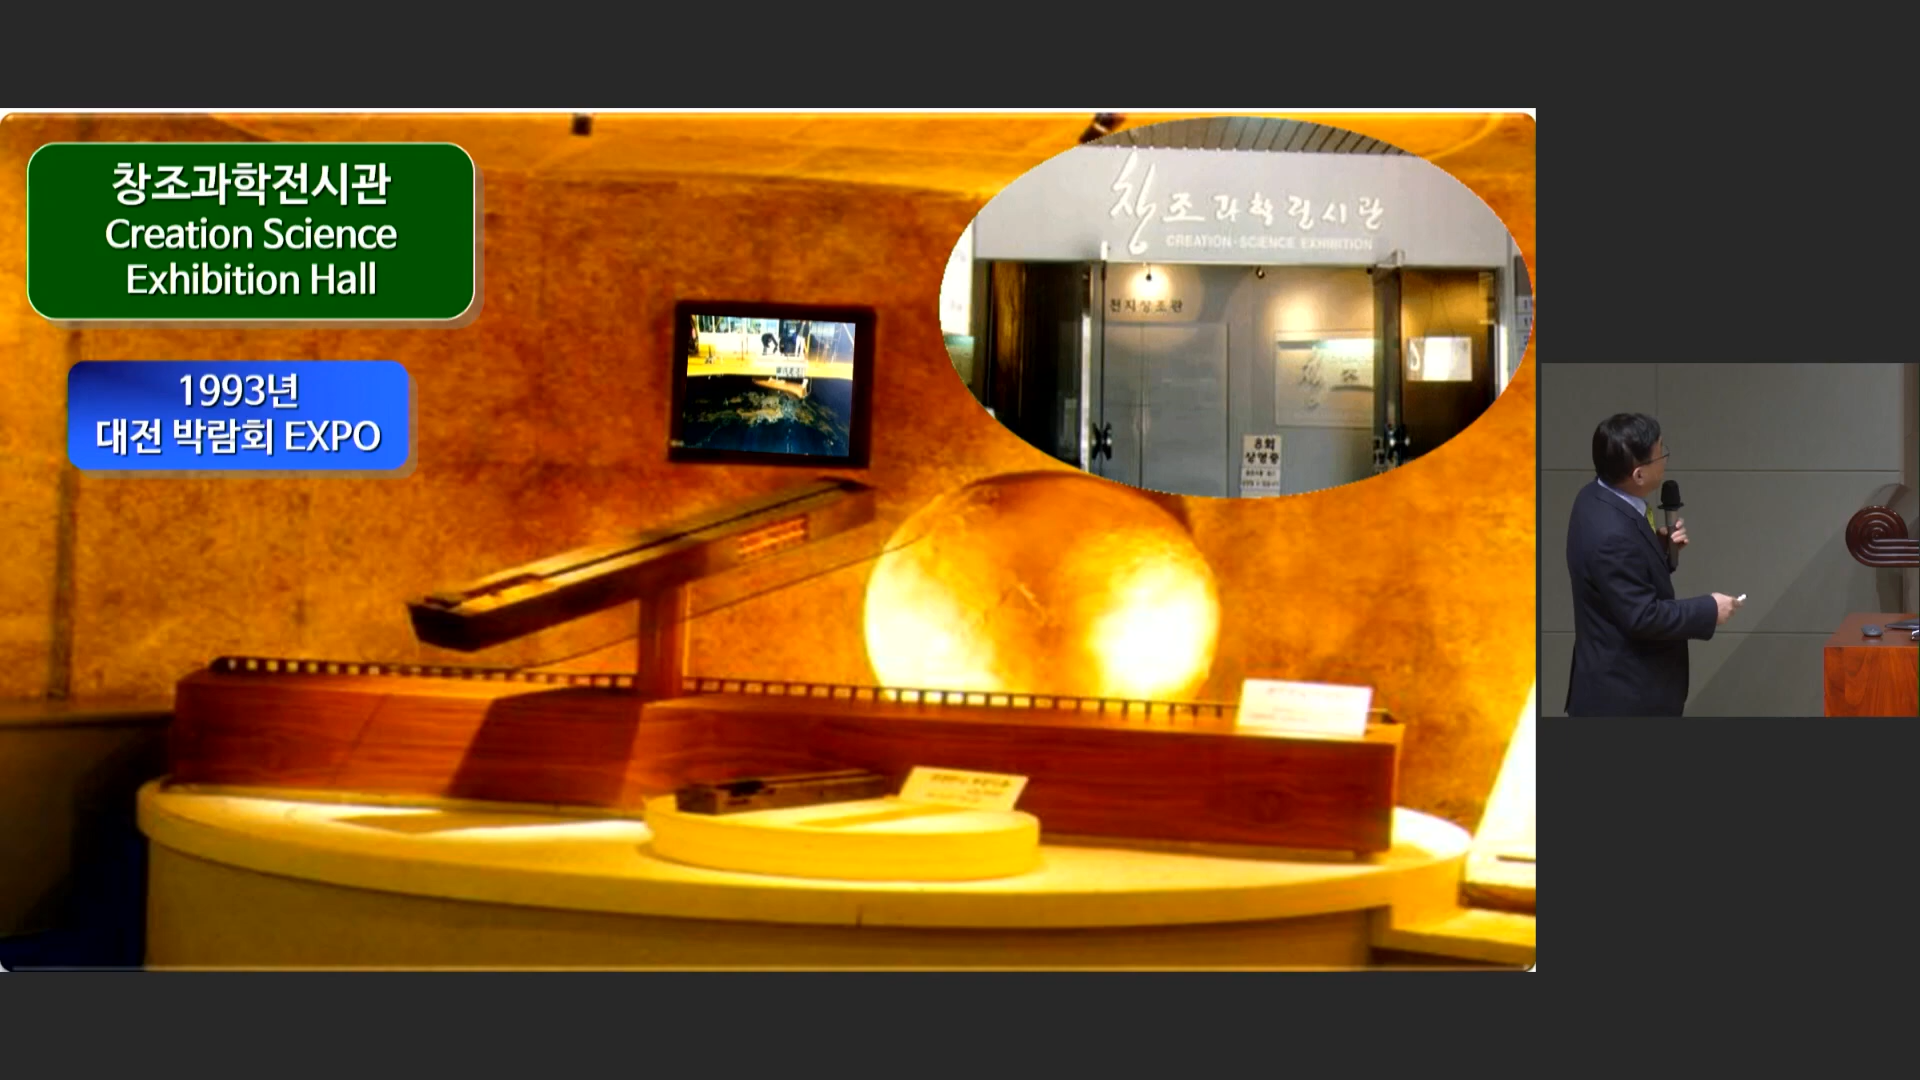 창조과학전시관
Creation Science
Exhibition Hall
1993년
대전 박람회 EXPO
창조과학전시관
CREATION·SCIENCE EXHIBITION
천지창조관
8회
상영중